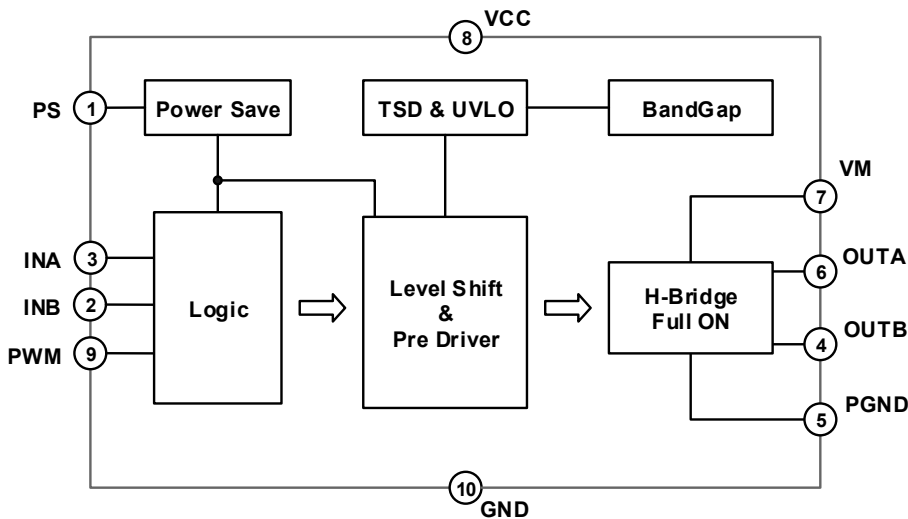 VCC
8
PS
1
Power Save
TSD & UVLO
BandGap
VM
7
INA
3
INB
2
PWM
9
Logic
Level Shift
&
Pre Driver
H-Bridge
Full ON
OUTA
6
OUTB
4
PGND
5
10
GND